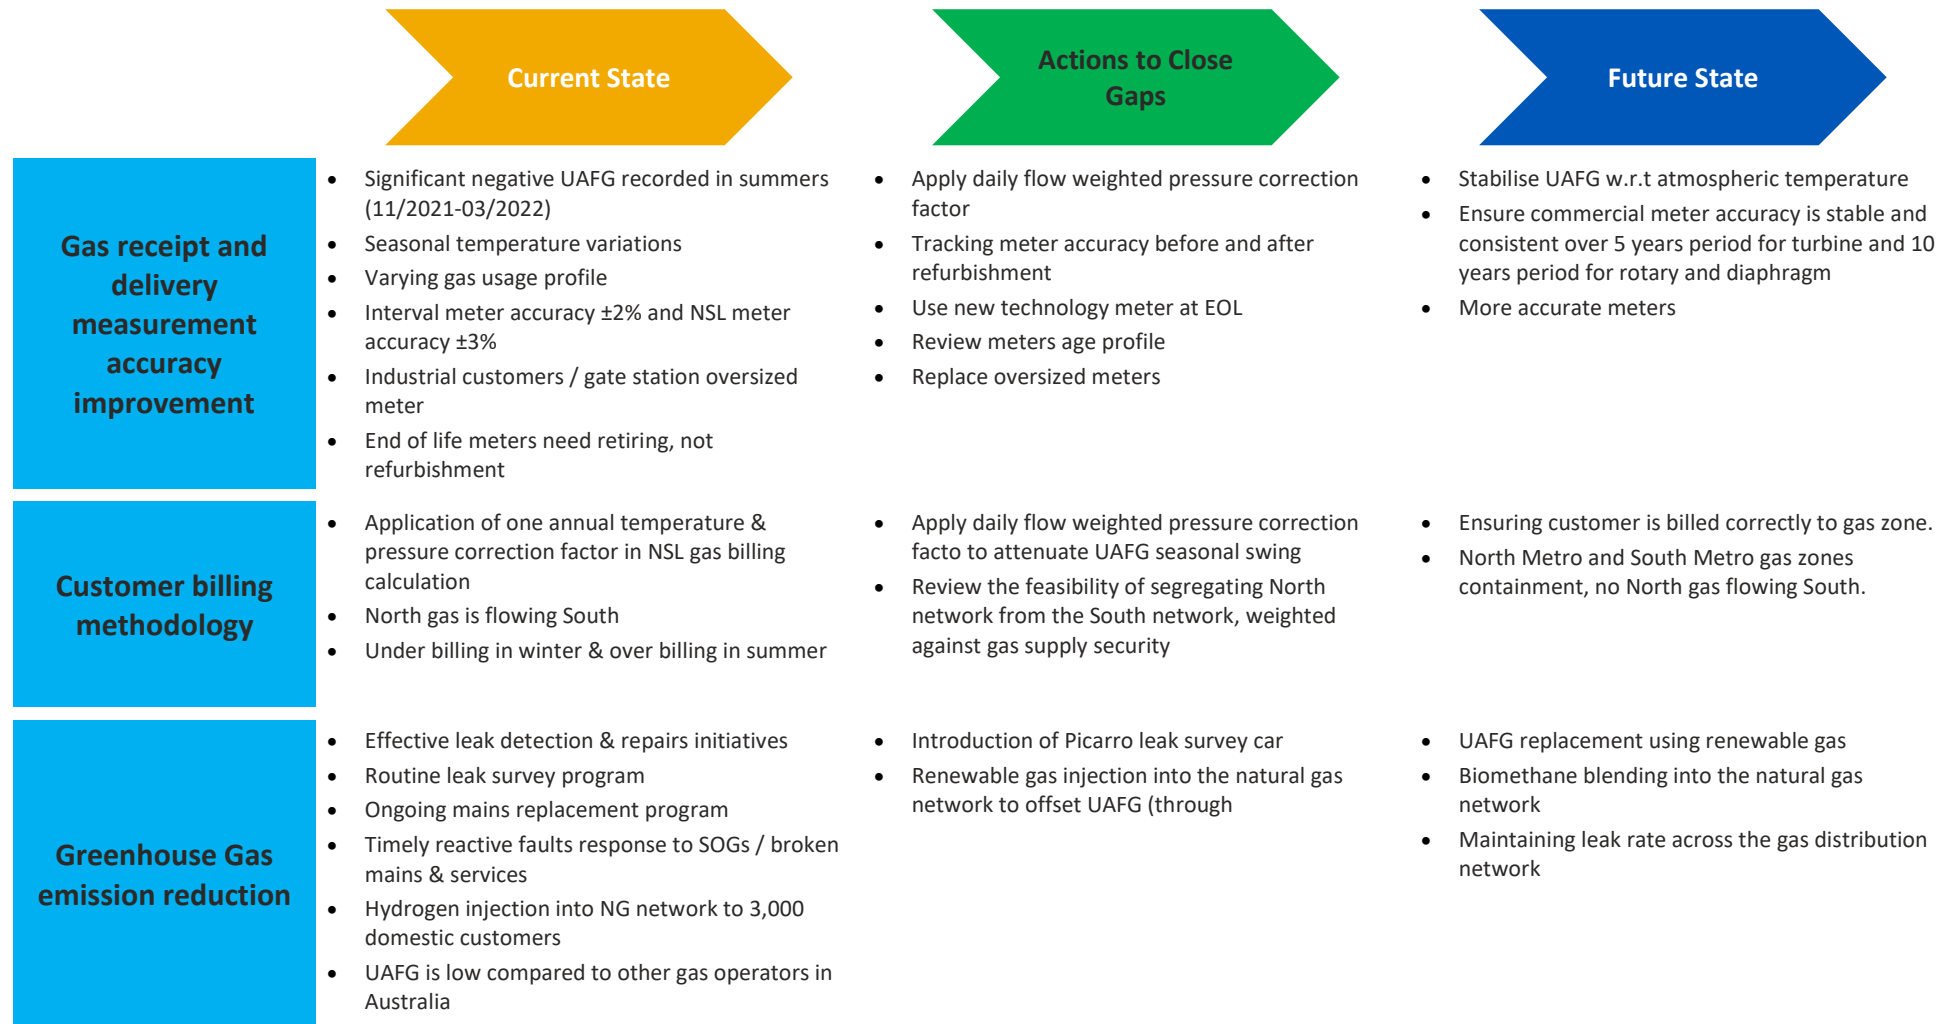 Current State
Actions to Close
Gaps
Future State
Gas receipt and
delivery
measurement
accuracy
improvement
• Significant negative UAFG recorded in summers
(11/2021-03/2022)
• Seasonal temperature variations
• Varying gas usage profile
• Interval meter accuracy ±2% and NSL meter
accuracy ±3%
• Industrial customers / gate station oversized
meter
• End of life meters need retiring, not
refurbishment
• Apply daily flow weighted pressure correction
factor
• Tracking meter accuracy before and after
refurbishment
• Use new technology meter at EOL
• Review meters age profile
• Replace oversized meters
• Stabilise UAFG w.r.t atmospheric temperature
• Ensure commercial meter accuracy is stable and
consistent over 5 years period for turbine and 10
years period for rotary and diaphragm
• More accurate meters
Customer billing
methodology
• Application of one annual temperature &
pressure correction factor in NSL gas billing
calculation
• North gas is flowing South
• Under billing in winter & over billing in summer
• Apply daily flow weighted pressure correction
facto to attenuate UAFG seasonal swing
• Review the feasibility of segregating North
network from the South network, weighted
against gas supply security
• Ensuring customer is billed correctly to gas zone.
• North Metro and South Metro gas zones
containment, no North gas flowing South.
Greenhouse Gas
emission reduction
• Effective leak detection & repairs initiatives
• Routine leak survey program
• Ongoing mains replacement program
• Timely reactive faults response to SOGs / broken
mains & services
• Hydrogen injection into NG network to 3,000
domestic customers
• UAFG is low compared to other gas operators in
Australia
• Introduction of Picarro leak survey car
• Renewable gas injection into the natural gas
network to offset UAFG (through
• UAFG replacement using renewable gas
• Biomethane blending into the natural gas
network
• Maintaining leak rate across the gas distribution
network